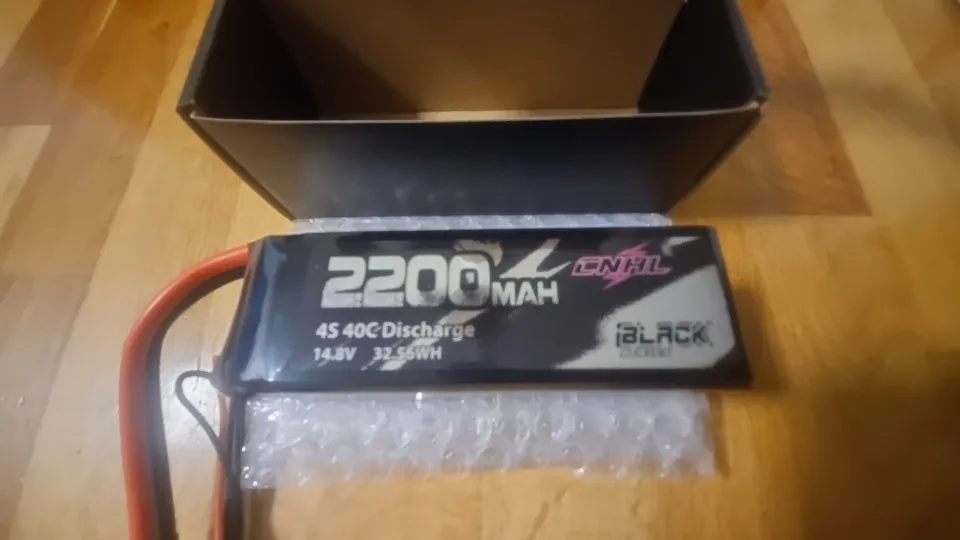 2200MAH
CNHL
4S 40C Discharge
14.8V 32.56WH
BLACK